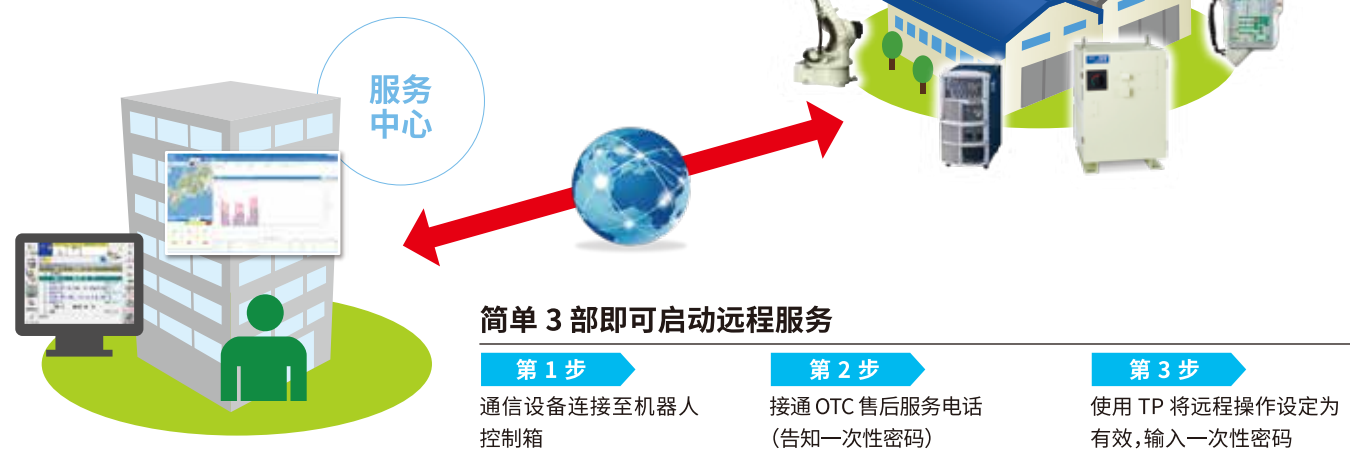 服务
中心
简单 3 部即可启动远程服务
第 1 步
通信设备连接至机器人
控制箱
第 2 步
接通 OTC 售后服务电话
（告知一次性密码）
第 3 步
使用 TP 将远程操作设定为
有效，输入一次性密码